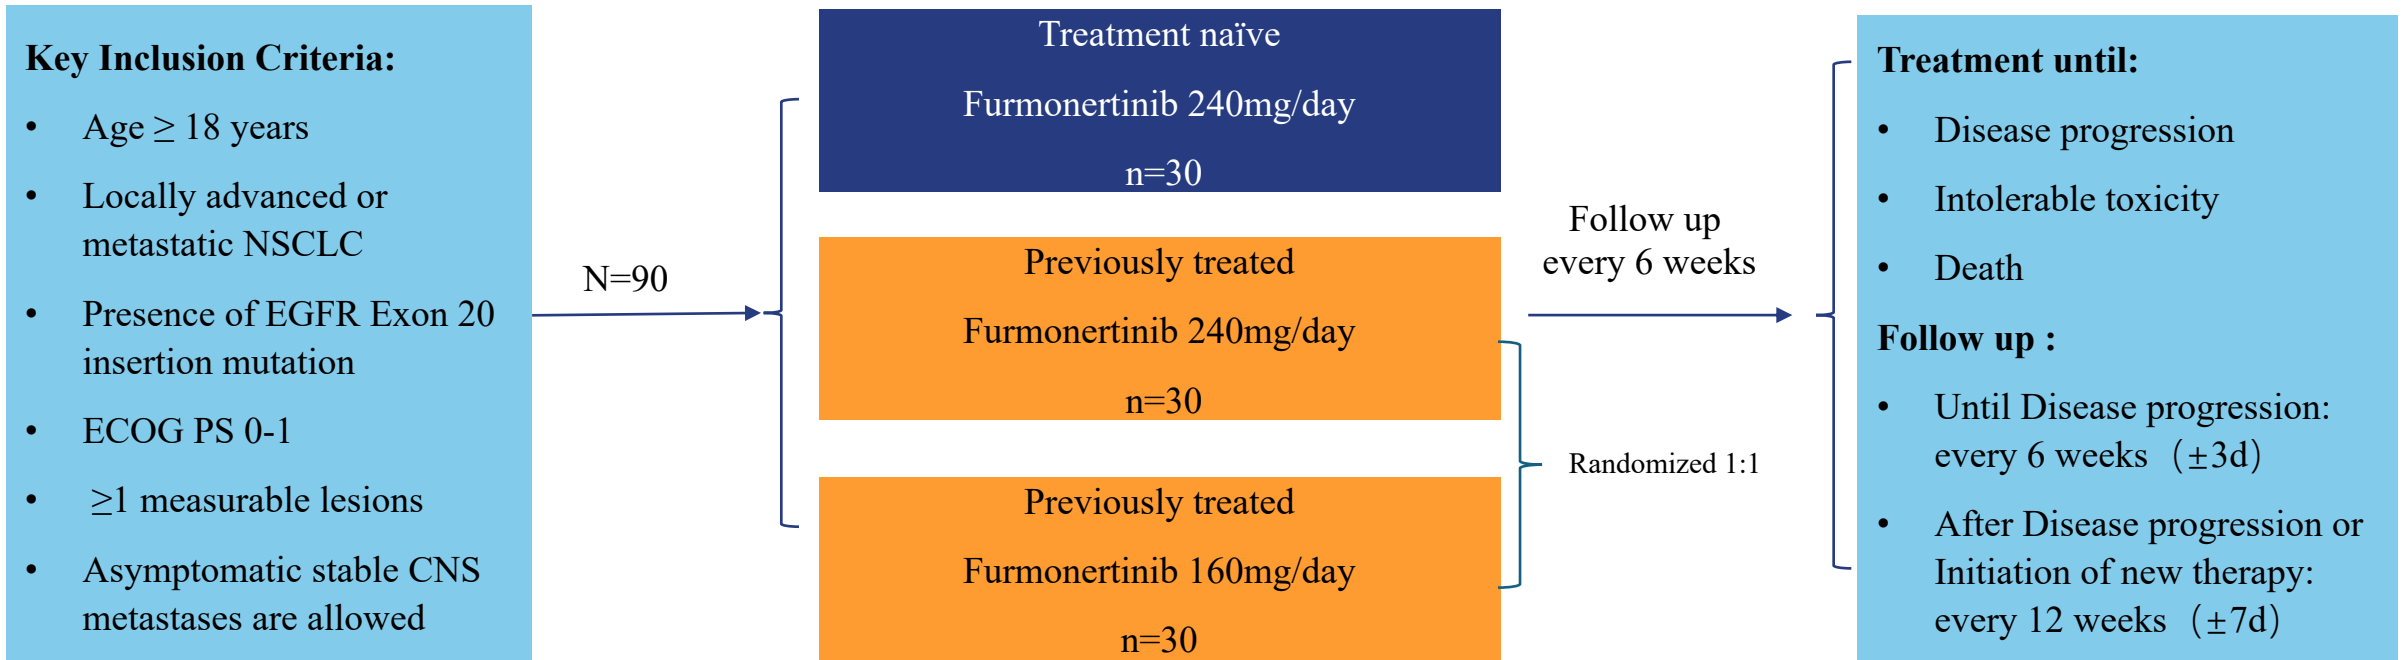 Key Inclusion Criteria:
• Age ≥ 18 years
• Locally advanced or
metastatic NSCLC
• Presence of EGFR Exon 20
insertion mutation
• ECOG PS 0-1
• ≥1 measurable lesions
• Asymptomatic stable CNS
metastases are allowed
N=90
Treatment naïve
Furmonertinib 240mg/day
n=30
Previously treated
Furmonertinib 240mg/day
n=30
Previously treated
Furmonertinib 160mg/day
n=30
Randomized 1:1
Follow up
every 6 weeks
Treatment until:
• Disease progression
• Intolerable toxicity
• Death
Follow up :
• Until Disease progression:
every 6 weeks（±3d）
• After Disease progression or
Initiation of new therapy:
every 12 weeks（±7d）